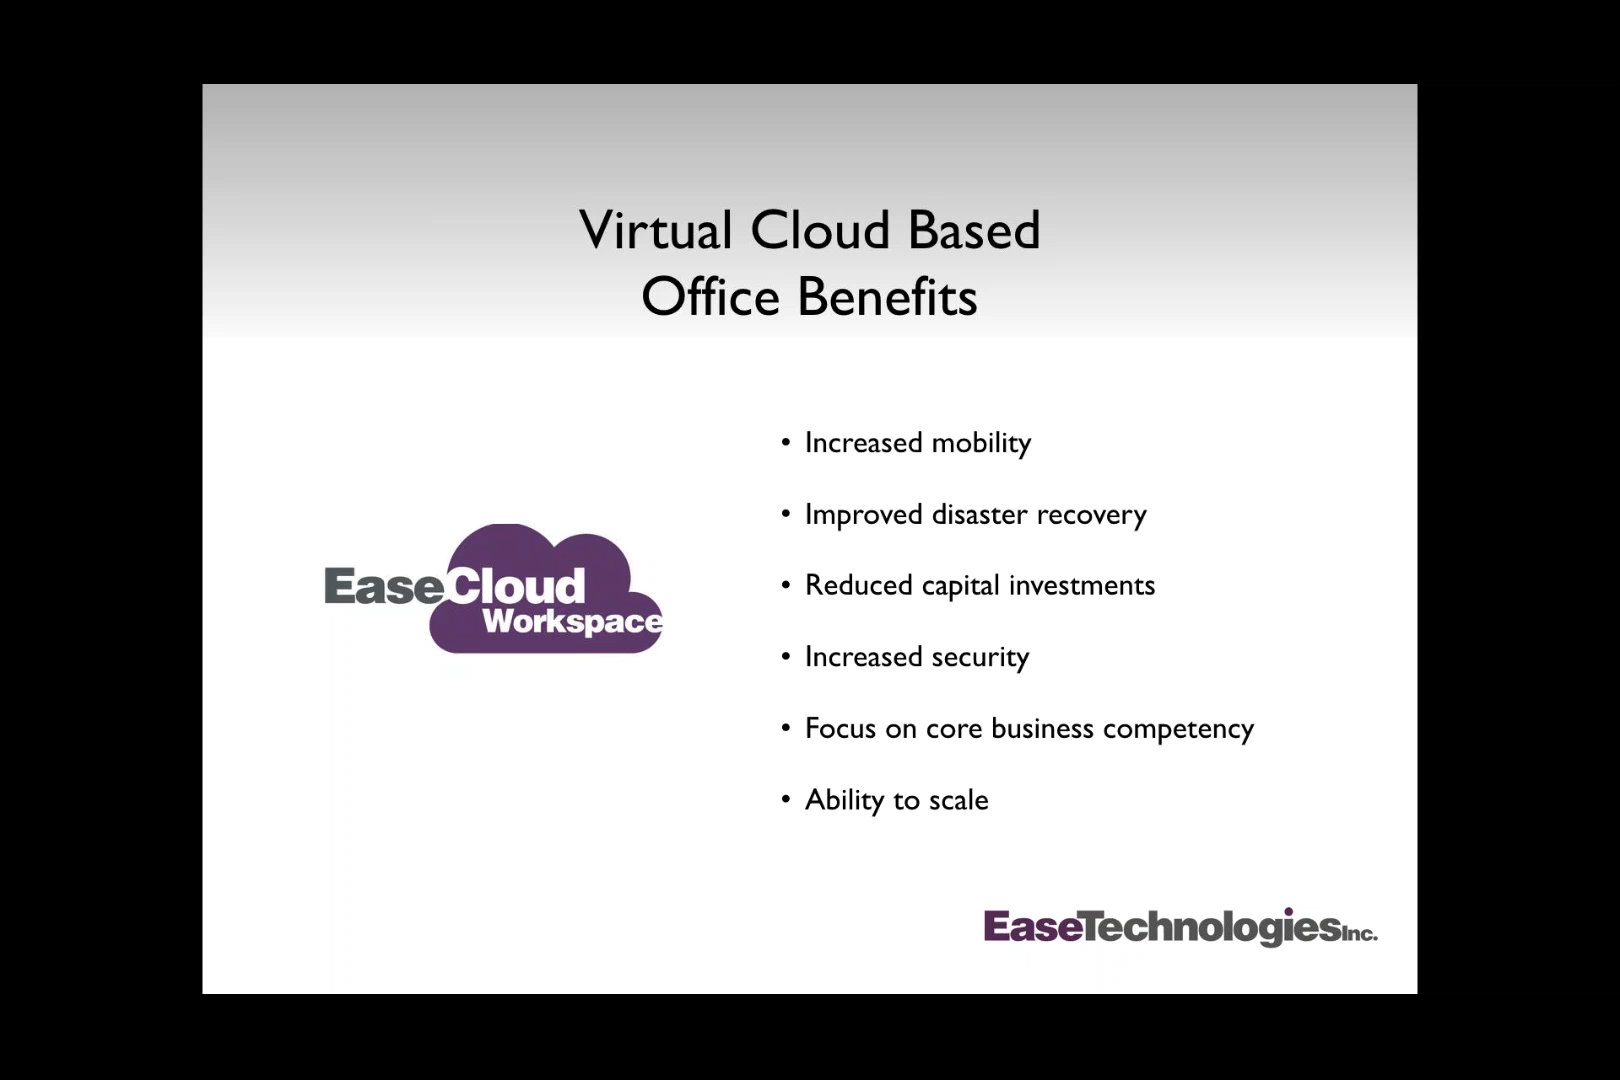 Virtual Cloud Based
Office Benefits
• Increased mobility
• Improved disaster recovery
• Reduced capital investments
• Increased security
• Focus on core business competency
• Ability to scale
EaseCloud
Workspace
EaseTechnologiesInc.